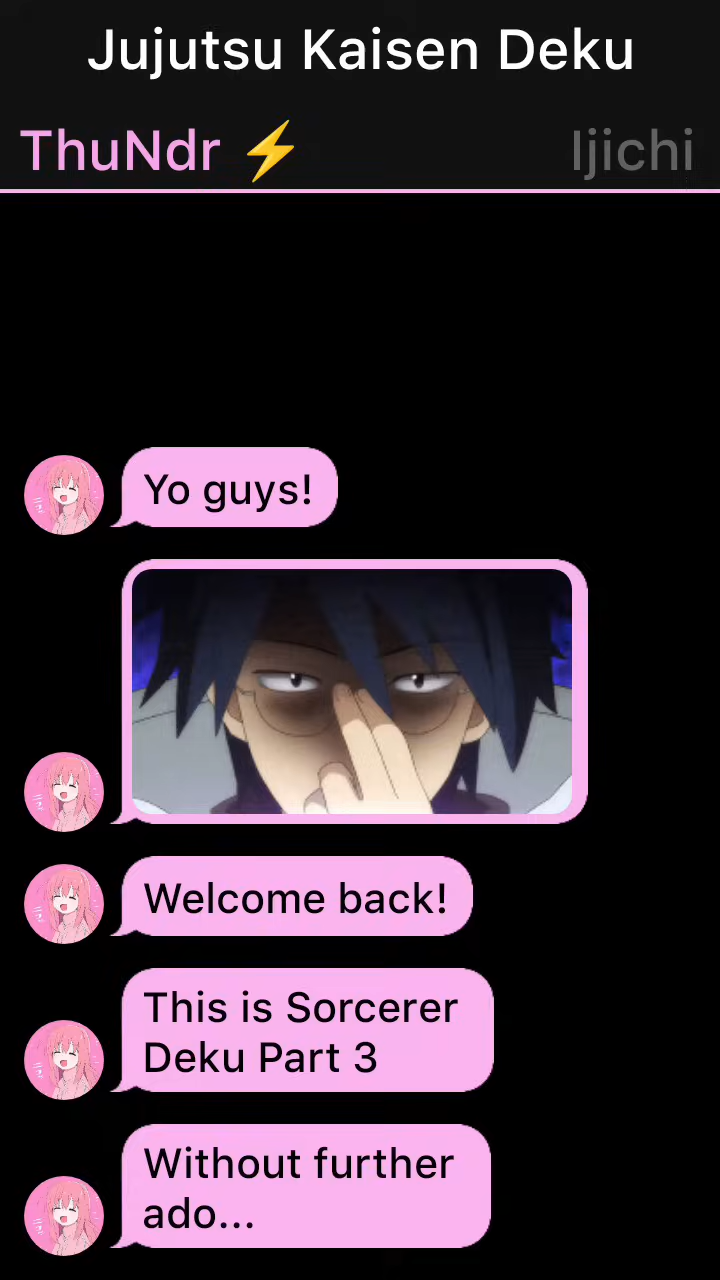 Jujutsu Kaisen Deku
ThuNdr ⚡ Ijichi
Yo guys!
Welcome back!
This is Sorcerer
Deku Part 3
Without further
ado...